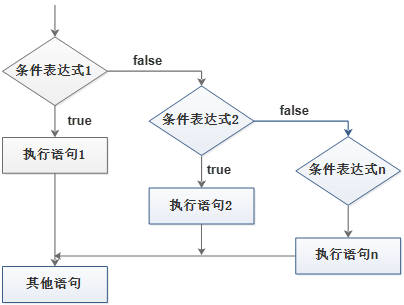 条件表达式1
false
true
条件表达式2
false
执行语句1
true
条件表达式n
执行语句2
执行语句n
其他语句